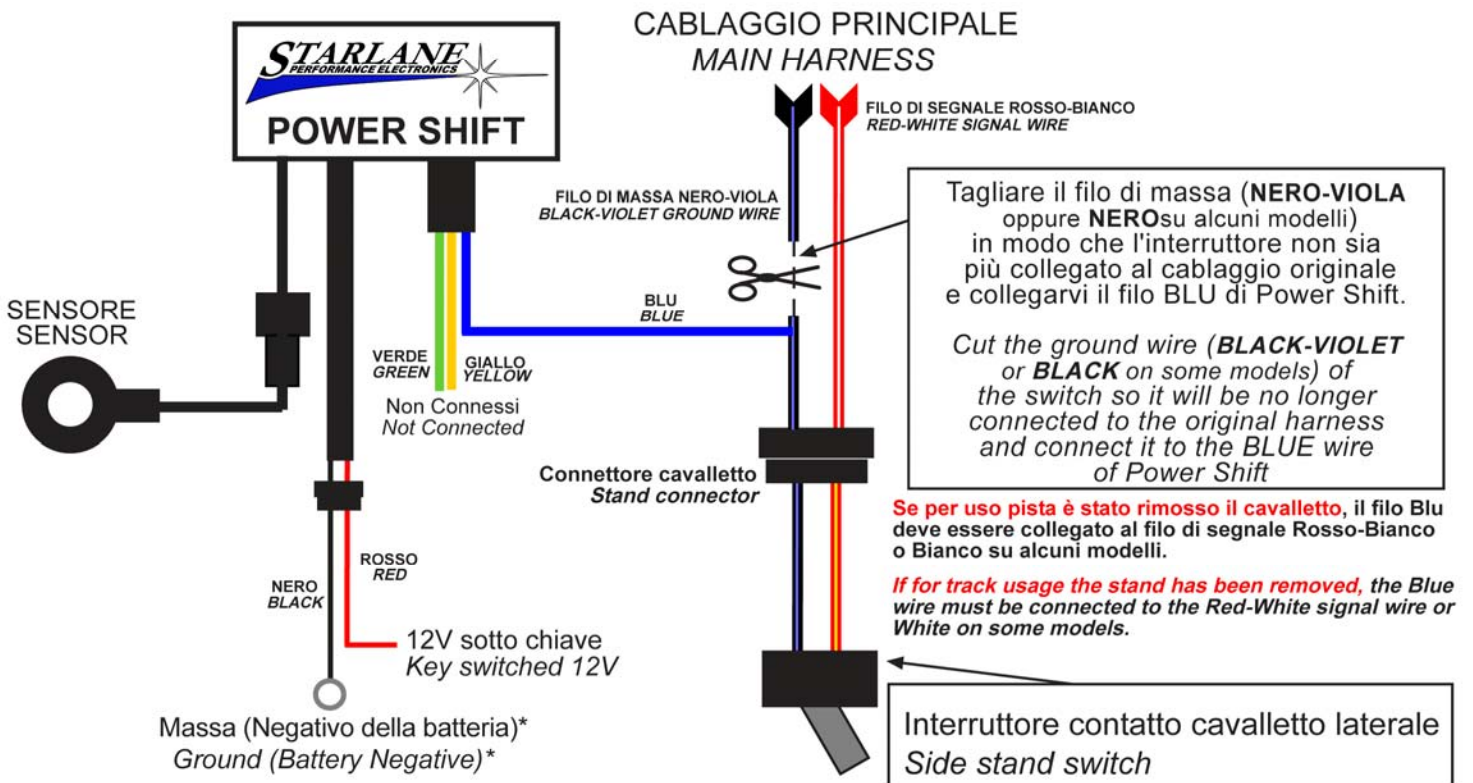 STARLANE
PERFORMANCE ELECTRONICS
POWER SHIFT
CABLAGGIO PRINCIPALE
MAIN HARNESS
FILO DI SEGNALE ROSSO-BIANCO
RED-WHITE SIGNAL WIRE
FILO DI MASSA NERO-VIOLA
BLACK-VIOLET GROUND WIRE
Tagliare il filo di massa (NERO-VIOLA
oppure NEROsu alcuni modelli)
in modo che l'interruttore non sia
più collegato al cablaggio originale
e collegarvi il filo BLU di Power Shift.
Cut the ground wire (BLACK-VIOLET
or BLACK on some models) of
the switch so it will be no longer
connected to the original harness
and connect it to the BLUE wire
of Power Shift
SENSORE
SENSOR
BLU
BLUE
VERDE
GREEN
GIALLO
YELLOW
Non Connessi
Not Connected
Connettore cavalletto
Stand connector
Se per uso pista è stato rimosso il cavalletto, il filo Blu
deve essere collegato al filo di segnale Rosso-Bianco
o Bianco su alcuni modelli.
If for track usage the stand has been removed, the Blue
wire must be connected to the Red-White signal wire or
White on some models.
ROSSO
RED
NERO
BLACK
12V sotto chiave
Key switched 12V
Massa (Negativo della batteria)*
Ground (Battery Negative)*
Interruttore contatto cavalletto laterale
Side stand switch